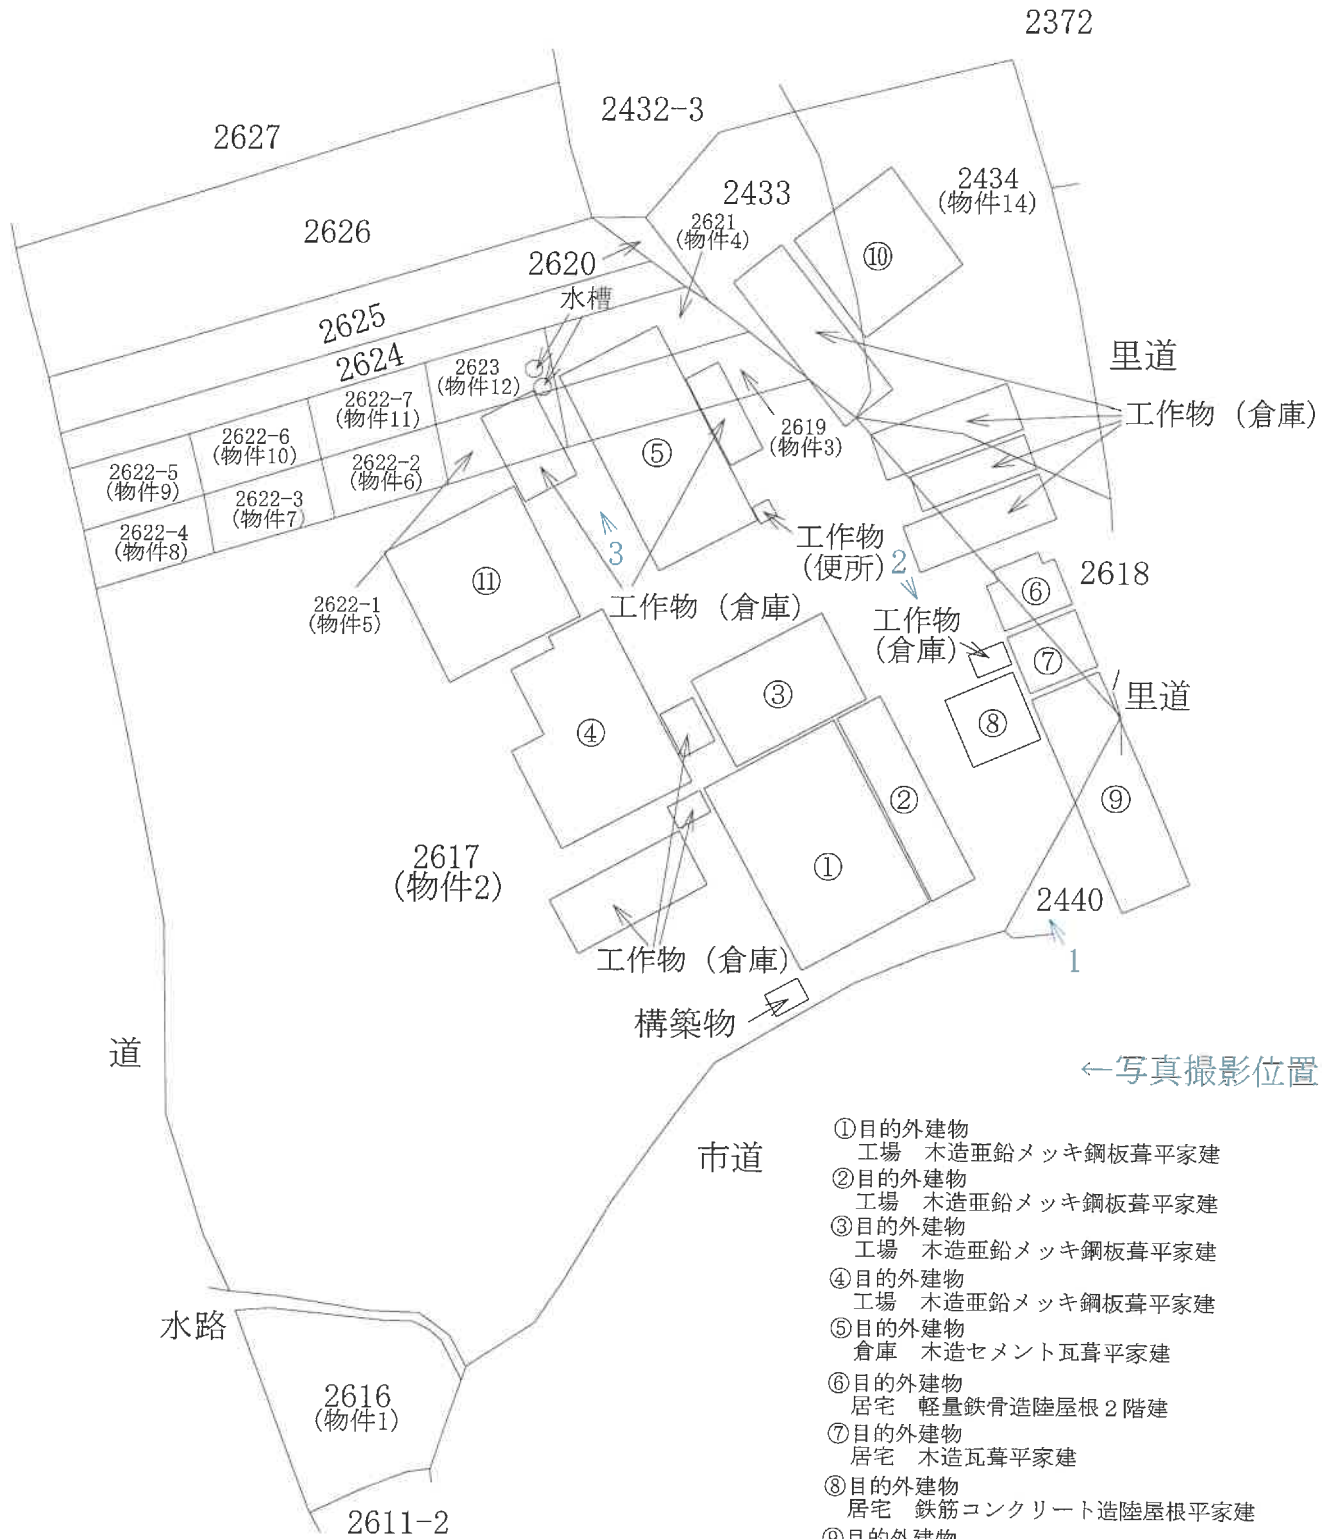 2372
2432-3
2627
2433
2434
(物件14)
2621
(物件4)
2626
⑩
2620
水槽
2625
里道
2624
2623
(物件12)
2622-7
(物件11)
工作物(倉庫)
2619
(物件3)
2622-6
(物件10)
⑤
2622-2
(物件6)
2622-5
(物件9)
2622-3
(物件7)
2622-4
(物件8)
工作物
(便所)
3
2
2618
⑪
⑥
2622-1
(物件5)
工作物(倉庫)
工作物
(倉庫)
⑦
③
里道
⑧
④
②
⑨
2617
(物件2)
①
2440
工作物(倉庫)
1
構築物
道
←写真撮影位置
市道
①目的外建物
工場 木造亜鉛メッキ鋼板葺平家建
②目的外建物
工場 木造亜鉛メッキ鋼板葺平家建
③目的外建物
工場 木造亜鉛メッキ鋼板葺平家建
④目的外建物
工場 木造亜鉛メッキ鋼板葺平家建
⑤目的外建物
倉庫 木造セメント瓦葺平家建
⑥目的外建物
居宅 軽量鉄骨造陸屋根2階建
⑦目的外建物
居宅 木造瓦葺平家建
⑧目的外建物
居宅 鉄筋コンクリート造陸屋根平家建
⑨目的外建物
水路
2616
(物件1)
2611-2